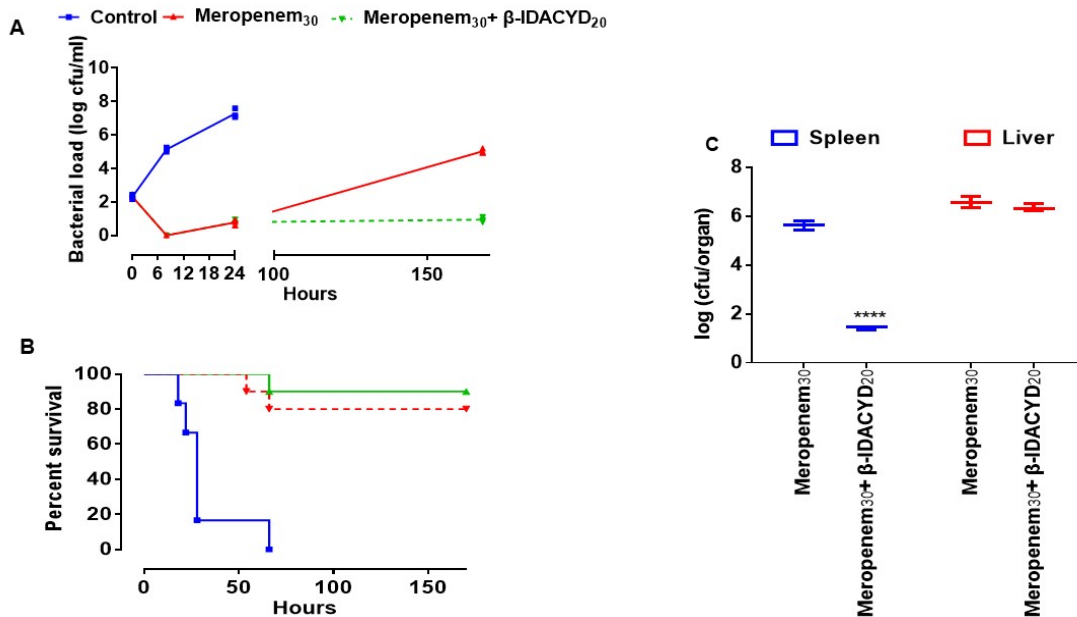 A
Control Meropenem₃₀ Meropenem₃₀+ β-IDACYD₂₀
Bacterial load (log cfu/ml)
10
8
6
4
2
0
0 6 12 18 24 100 150
Hours
B
Percent survival
100
80
60
40
20
0
0 50 100 150
Hours
C
Spleen Liver
log (cfu/organ)
8
6
4
2
0
****
Meropenem₃₀
Meropenem₃₀+ β-IDACYD₂₀
Meropenem₃₀
Meropenem₃₀+ β-IDACYD₂₀